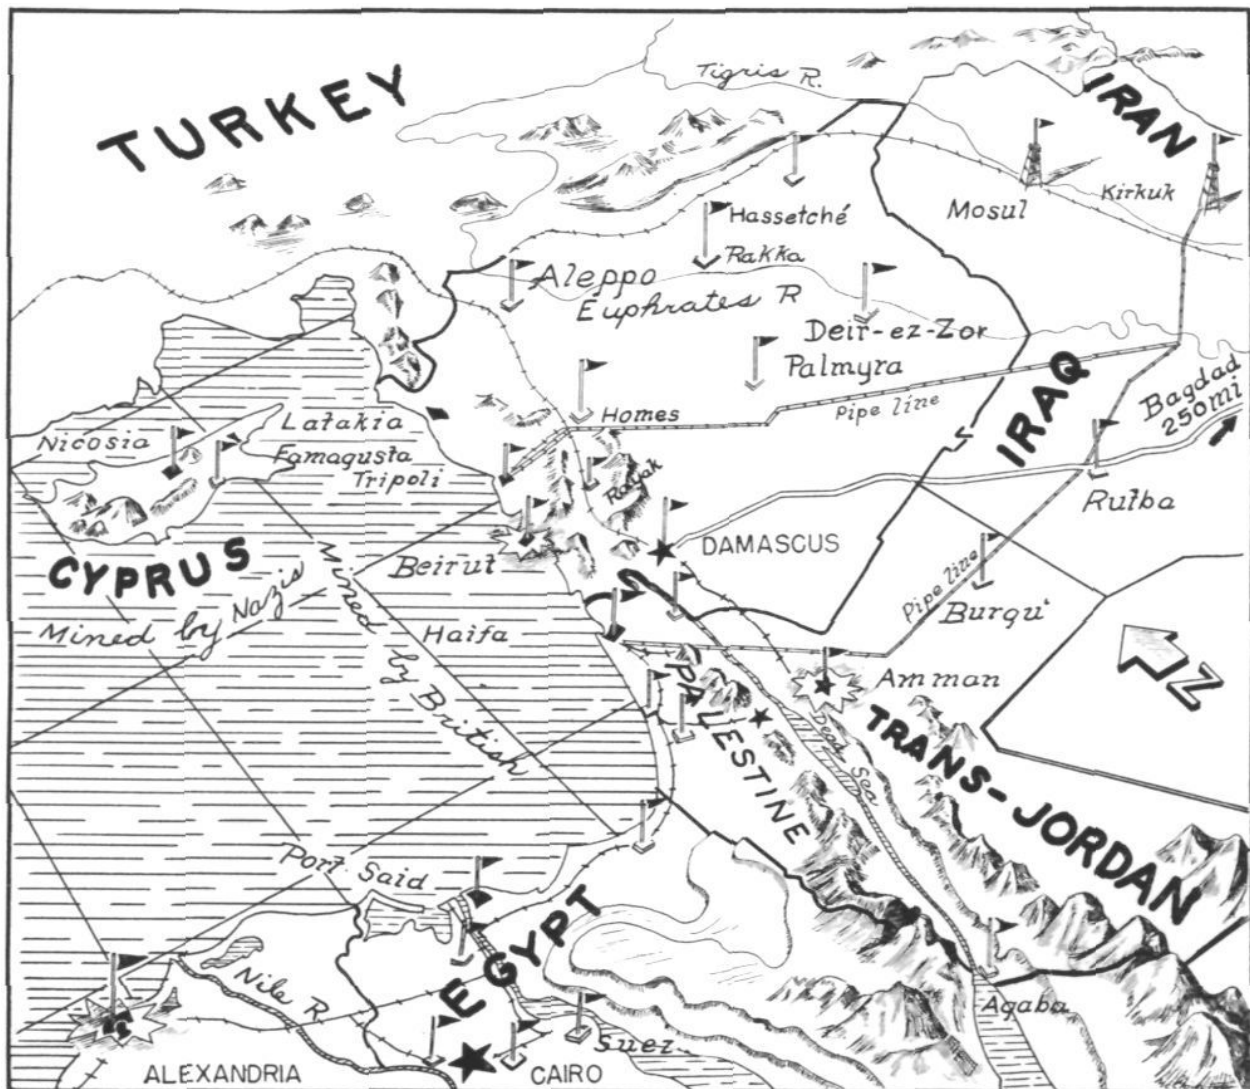 TURKEY
Tigris R.
IRAN
Mosul
Kirkuk
Hassetché
Rakka
Aleppo
Euphrates R
Deir-ez-Zor
Palmyra
IRAQ
Bagdad
250mi
Homes
Pipe line
Latakia
Nicosia
Famagusta
Tripoli
Rayak
Rutba
DAMASCUS
CYPRUS
Beirut
Mined by Nazis
Mined by British
Haifa
Pipe line
Burqu'
N
Amman
PALESTINE
Dead Sea
TRANS-JORDAN
Port Said
EGYPT
Nile R.
Aqaba
Suez
ALEXANDRIA
CAIRO